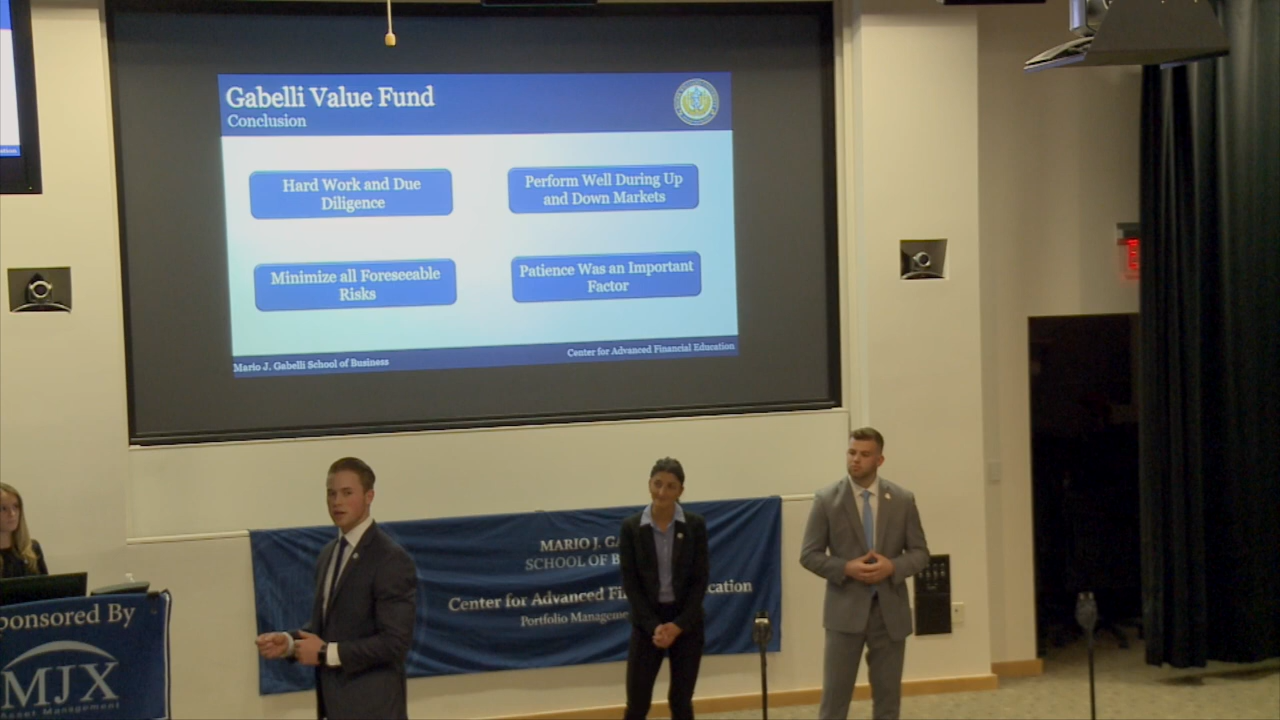 Gabelli Value Fund
Conclusion
Hard Work and Due
Diligence
Perform Well During Up
and Down Markets
Minimize all Foreseeable
Risks
Patience Was an Important
Factor
Mario J. Gabelli School of Business
Center for Advanced Financial Education
MARIO J. GA
SCHOOL OF B
Center for Advanced Fi ucation
Portfolio Manageme
ponsored By
MJX
Asset Management